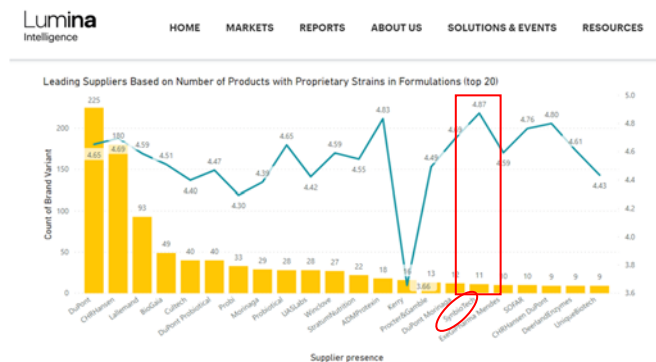 Lumina
Intelligence
HOME MARKETS REPORTS ABOUT US SOLUTIONS & EVENTS RESOURCES
Leading Suppliers Based on Number of Products with Proprietary Strains in Formulations (top 20)
Count of Brand Variant
200
150
100
50
0
5.0
4.8
4.6
4.4
4.2
4.0
3.8
3.6
225 180 93 49 40 40 33 29 28 28 27 22 18 16 13 12 11 10 10 9 9 9
4.65 4.69 4.59 4.51 4.40 4.47 4.30 4.39 4.65 4.42 4.59 4.55 4.83 3.66 4.49 4.69 4.87 4.59 4.76 4.80 4.61 4.43
DuPont
CHRHansen
Lallemand
BioGaia
Cultech
DuPont Probiotical
Probi
Morinaga
Probiotical
UASLabs
Winclove
StratumNutrition
ADMProtexin
Kerry
Procter&Gamble
DuPont Morinaga
SynbioTech
Mendes
SOFAR
CHRHansen DuPont
DeerlandEnzymes
UniqueBiotech
Supplier presence